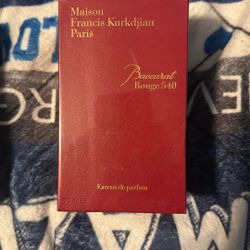 Maison
Francis Kurkdjian
Paris
Baccarat
Rouge 540
Extrait de parfum